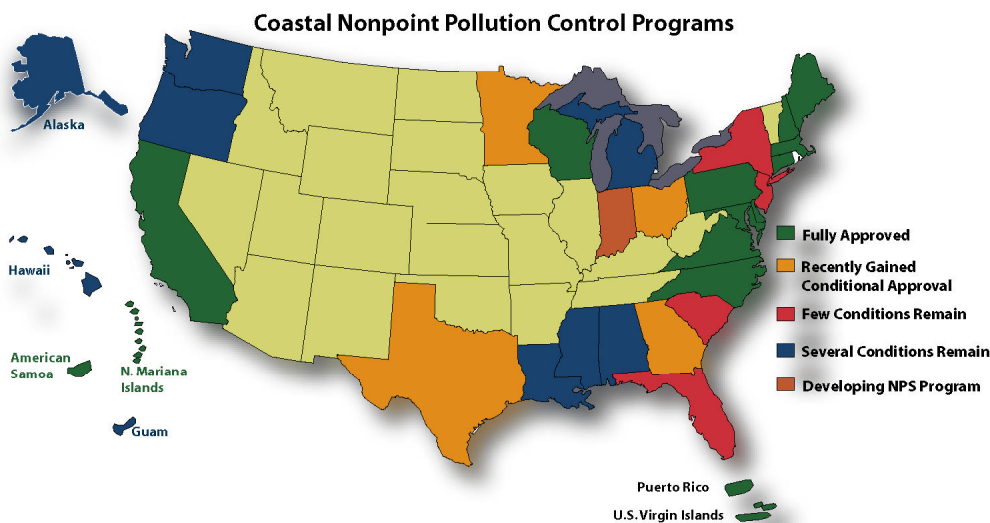 Coastal Nonpoint Pollution Control Programs
Alaska
Hawaii
American
Samoa
N. Mariana
Islands
Guam
Fully Approved
Recently Gained
Conditional Approval
Few Conditions Remain
Several Conditions Remain
Developing NPS Program
Puerto Rico
U.S. Virgin Islands